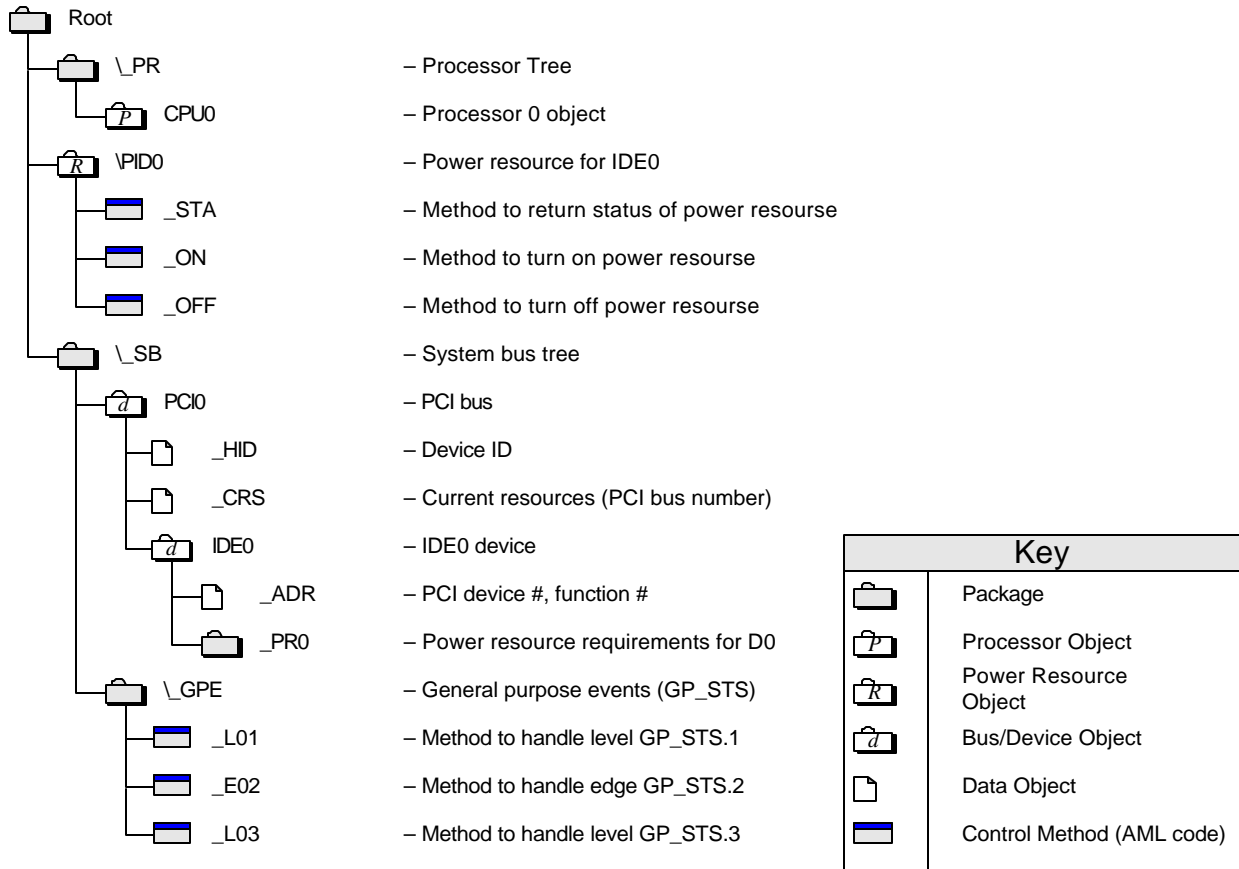 Root
\_PR – Processor Tree
P CPU0 – Processor 0 object
R \PID0 – Power resource for IDE0
_STA – Method to return status of power resourse
_ON – Method to turn on power resourse
_OFF – Method to turn off power resourse
\_SB – System bus tree
d PCI0 – PCI bus
_HID – Device ID
_CRS – Current resources (PCI bus number)
d IDE0 – IDE0 device
_ADR – PCI device #, function #
_PR0 – Power resource requirements for D0
\_GPE – General purpose events (GP_STS)
_L01 – Method to handle level GP_STS.1
_E02 – Method to handle edge GP_STS.2
_L03 – Method to handle level GP_STS.3
Key
Package
P Processor Object
R Power Resource
Object
d Bus/Device Object
Data Object
Control Method (AML code)